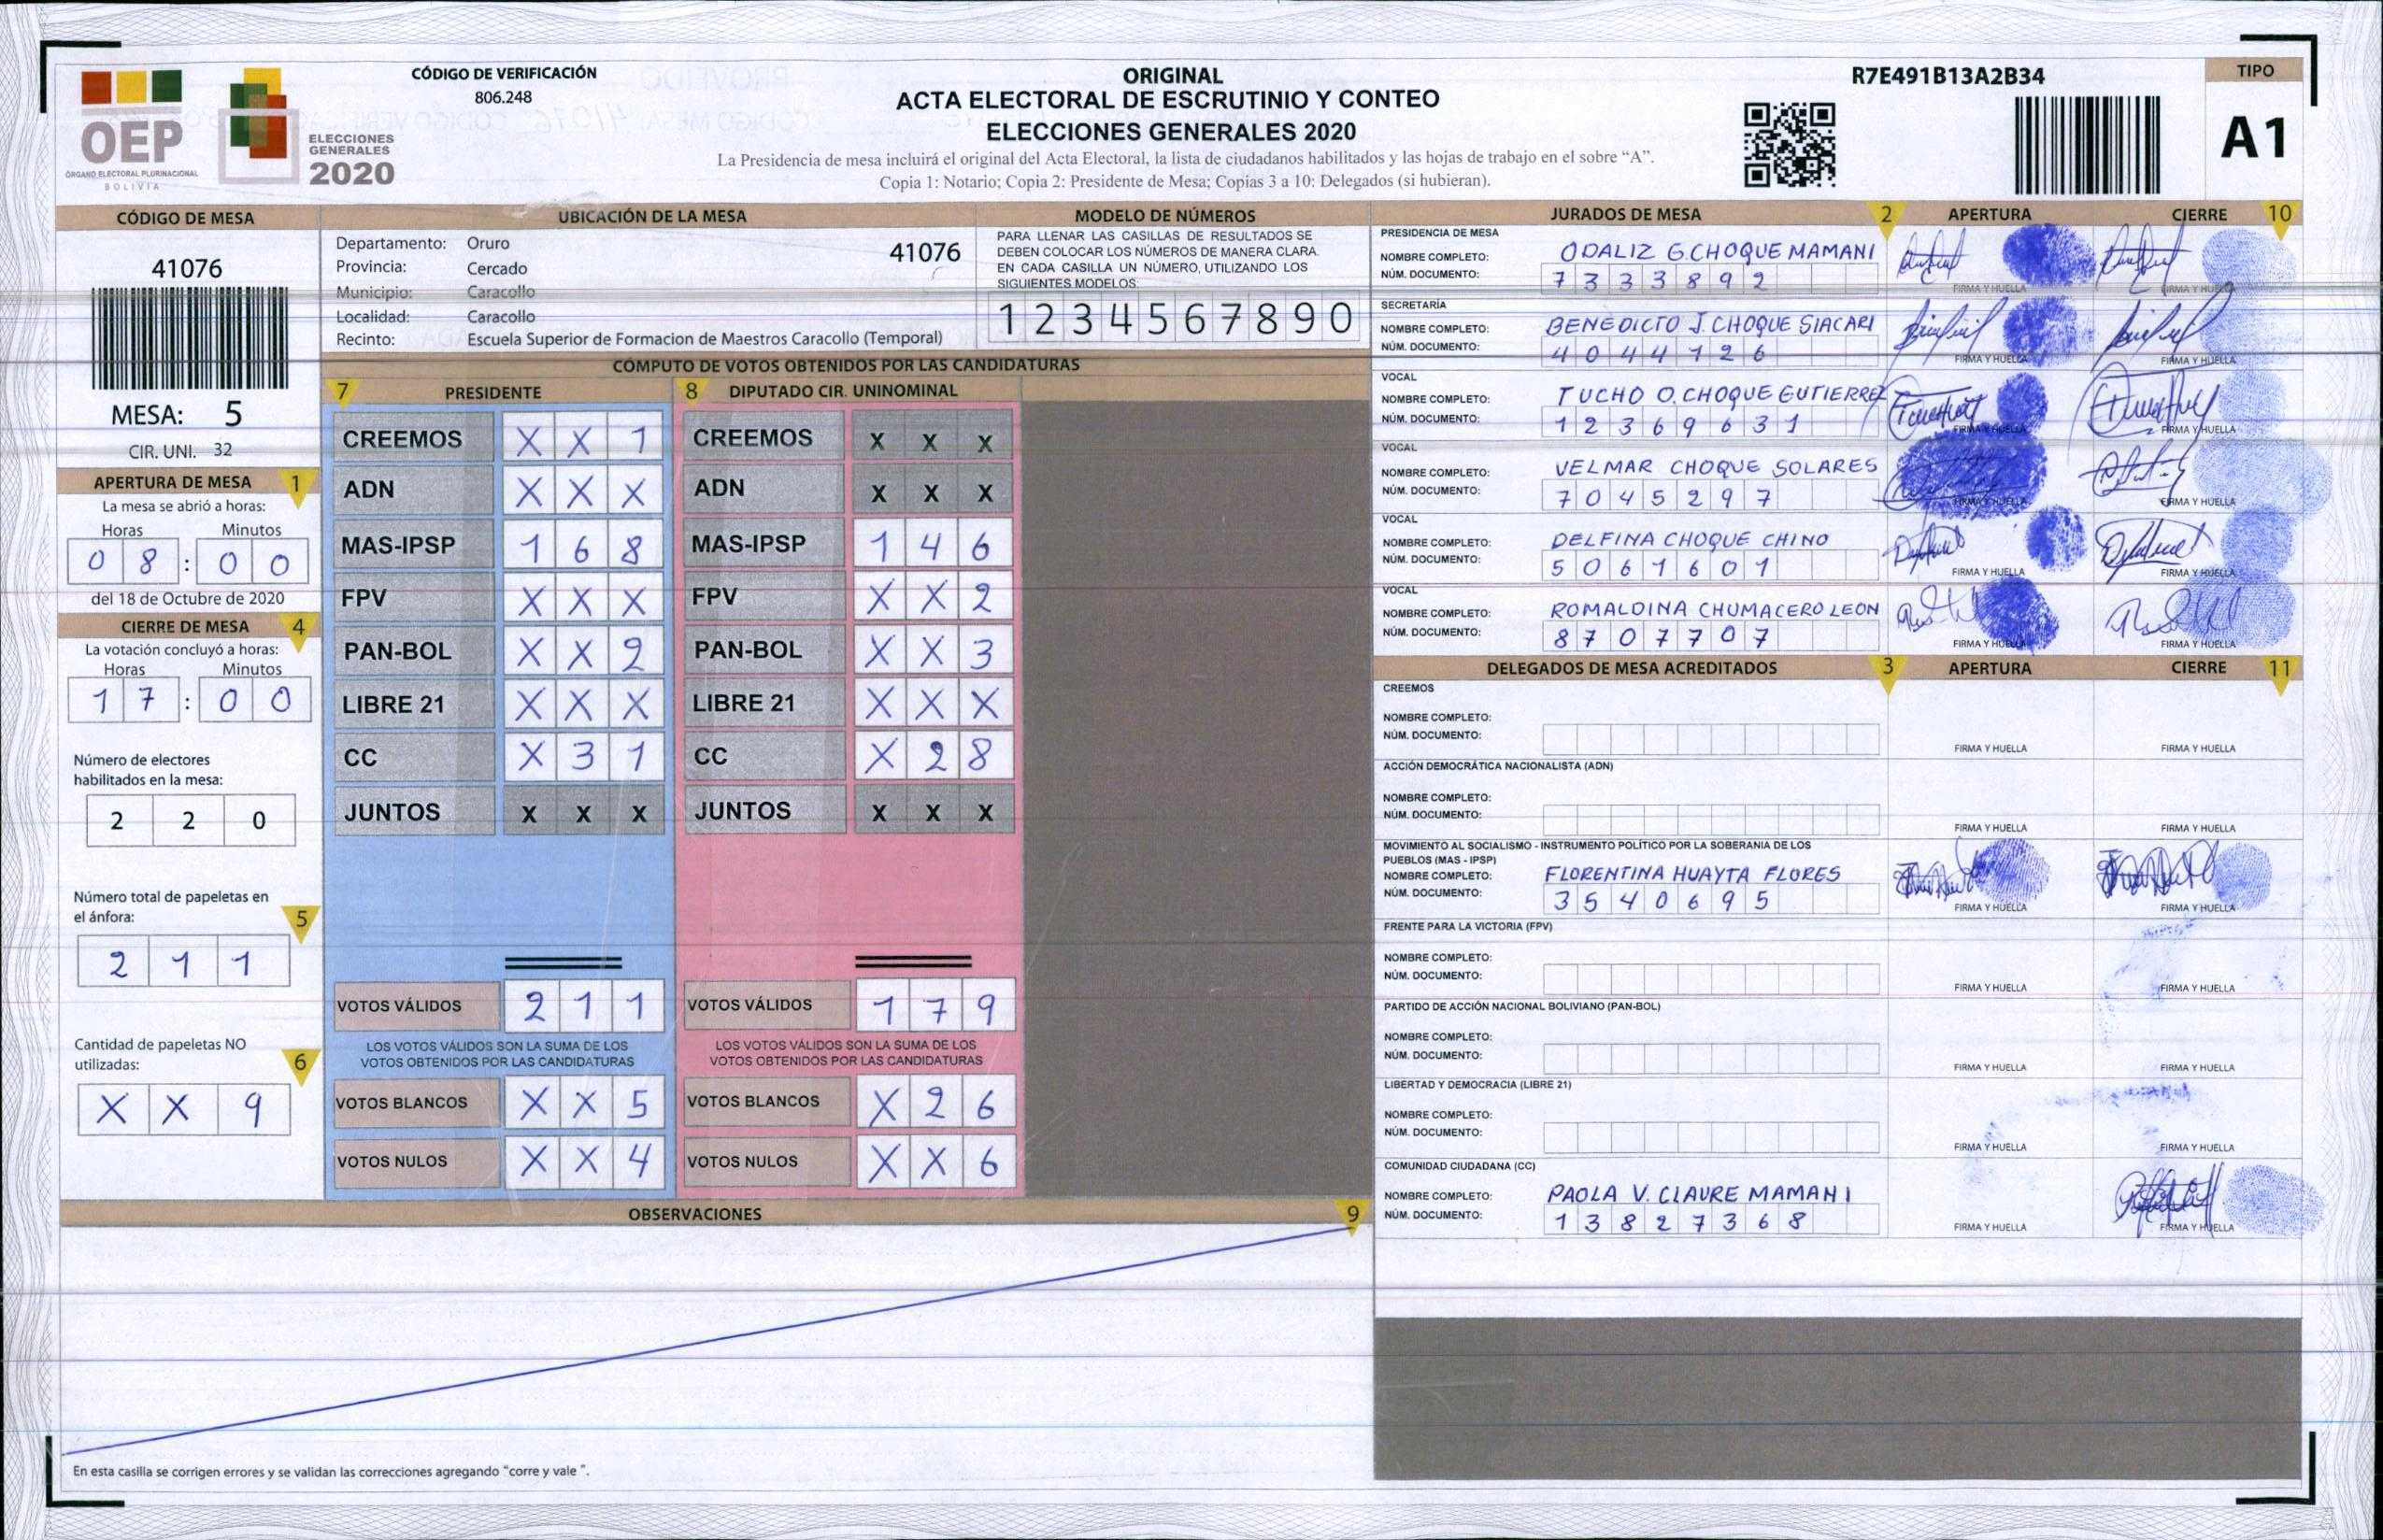 CÓDIGO DE VERIFICACIÓN
806.248
OEP
ÓRGANO ELECTORAL PLURINACIONAL
BOLIVIA
ELECCIONES
GENERALES
2020
ORIGINAL
ACTA ELECTORAL DE ESCRUTINIO Y CONTEO
ELECCIONES GENERALES 2020
La Presidencia de mesa incluirá el original del Acta Electoral, la lista de ciudadanos habilitados y las hojas de trabajo en el sobre “A”.
Copia 1: Notario; Copia 2: Presidente de Mesa; Copias 3 a 10: Delegados (si hubieran).
R7E491B13A2B34
TIPO
A1
CÓDIGO DE MESA
41076
MESA: 5
CIR. UNI. 32
APERTURA DE MESA 1
La mesa se abrió a horas:
Horas Minutos
0 8 : 0 0
del 18 de Octubre de 2020
CIERRE DE MESA 4
La votación concluyó a horas:
Horas Minutos
1 7 : 0 0
Número de electores
habilitados en la mesa:
2 2 0
Número total de papeletas en
el ánfora: 5
2 1 1
Cantidad de papeletas NO
utilizadas: 6
X X 9
UBICACIÓN DE LA MESA
Departamento: Oruro 41076
Provincia: Cercado
Municipio: Caracollo
Localidad: Caracollo
Recinto: Escuela Superior de Formacion de Maestros Caracollo (Temporal)
MODELO DE NÚMEROS
PARA LLENAR LAS CASILLAS DE RESULTADOS SE
DEBEN COLOCAR LOS NÚMEROS DE MANERA CLARA.
EN CADA CASILLA UN NÚMERO, UTILIZANDO LOS
SIGUIENTES MODELOS:
1 2 3 4 5 6 7 8 9 0
CÓMPUTO DE VOTOS OBTENIDOS POR LAS CANDIDATURAS
7 PRESIDENTE
CREEMOS X X 1
ADN X X X
MAS-IPSP 1 6 8
FPV X X X
PAN-BOL X X 2
LIBRE 21 X X X
CC X 3 1
JUNTOS X X X
VOTOS VÁLIDOS 2 1 1
LOS VOTOS VÁLIDOS SON LA SUMA DE LOS
VOTOS OBTENIDOS POR LAS CANDIDATURAS
VOTOS BLANCOS X X 5
VOTOS NULOS X X 4
8 DIPUTADO CIR. UNINOMINAL
CREEMOS X X X
ADN X X X
MAS-IPSP 1 4 6
FPV X X 2
PAN-BOL X X 3
LIBRE 21 X X X
CC X 2 8
JUNTOS X X X
VOTOS VÁLIDOS 1 7 9
LOS VOTOS VÁLIDOS SON LA SUMA DE LOS
VOTOS OBTENIDOS POR LAS CANDIDATURAS
VOTOS BLANCOS X 2 6
VOTOS NULOS X X 6
OBSERVACIONES 9
En esta casilla se corrigen errores y se validan las correcciones agregando “corre y vale ”.
JURADOS DE MESA 2 APERTURA CIERRE 10
PRESIDENCIA DE MESA
NOMBRE COMPLETO: ODALIZ G.CHOQUE MAMANI
NÚM. DOCUMENTO: 7 3 3 3 8 9 2
FIRMA Y HUELLA FIRMA Y HUELLA
SECRETARÍA
NOMBRE COMPLETO: BENEDICTO J. CHOQUE SIACARI
NÚM. DOCUMENTO: 4 0 4 4 1 2 6
FIRMA Y HUELLA FIRMA Y HUELLA
VOCAL
NOMBRE COMPLETO: TUCHO O. CHOQUE GUTIERREZ
NÚM. DOCUMENTO: 1 2 3 6 9 6 3 1
FIRMA Y HUELLA FIRMA Y HUELLA
VOCAL
NOMBRE COMPLETO: VELMAR CHOQUE SOLARES
NÚM. DOCUMENTO: 7 0 4 5 2 9 7
FIRMA Y HUELLA FIRMA Y HUELLA
VOCAL
NOMBRE COMPLETO: DELFINA CHOQUE CHINO
NÚM. DOCUMENTO: 5 0 6 1 6 0 1
FIRMA Y HUELLA FIRMA Y HUELLA
VOCAL
NOMBRE COMPLETO: ROMALDINA CHUMACERO LEON
NÚM. DOCUMENTO: 8 7 0 7 7 0 7
FIRMA Y HUELLA FIRMA Y HUELLA
DELEGADOS DE MESA ACREDITADOS 3 APERTURA CIERRE 11
CREEMOS
NOMBRE COMPLETO:
NÚM. DOCUMENTO:
FIRMA Y HUELLA FIRMA Y HUELLA
ACCIÓN DEMOCRÁTICA NACIONALISTA (ADN)
NOMBRE COMPLETO:
NÚM. DOCUMENTO:
FIRMA Y HUELLA FIRMA Y HUELLA
MOVIMIENTO AL SOCIALISMO - INSTRUMENTO POLÍTICO POR LA SOBERANIA DE LOS
PUEBLOS (MAS - IPSP)
NOMBRE COMPLETO: FLORENTINA HUAYTA FLORES
NÚM. DOCUMENTO: 3 5 4 0 6 9 5
FIRMA Y HUELLA FIRMA Y HUELLA
FRENTE PARA LA VICTORIA (FPV)
NOMBRE COMPLETO:
NÚM. DOCUMENTO:
FIRMA Y HUELLA FIRMA Y HUELLA
PARTIDO DE ACCIÓN NACIONAL BOLIVIANO (PAN-BOL)
NOMBRE COMPLETO:
NÚM. DOCUMENTO:
FIRMA Y HUELLA FIRMA Y HUELLA
LIBERTAD Y DEMOCRACIA (LIBRE 21)
NOMBRE COMPLETO:
NÚM. DOCUMENTO:
FIRMA Y HUELLA FIRMA Y HUELLA
COMUNIDAD CIUDADANA (CC)
NOMBRE COMPLETO: PAOLA V. CLAURE MAMANI
NÚM. DOCUMENTO: 1 3 8 2 7 3 6 8
FIRMA Y HUELLA FIRMA Y HUELLA